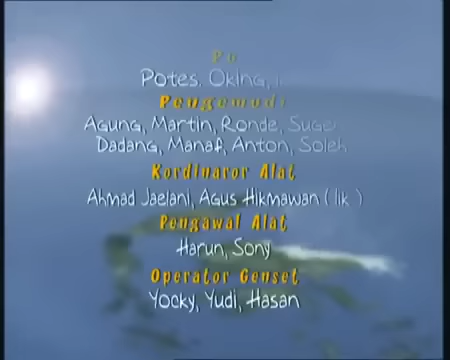 Potes, Oking,
Pengemudi
Agung, Martin, Ronde,
Dadang, Manaf, Anton, Soleh
Kordinator Alat
Ahmad Jaelani, Agus Hikmawan ( Iik )
Pengawal Alat
Harun, Sony
Operator Genset
Yocky, Yudi, Hasan